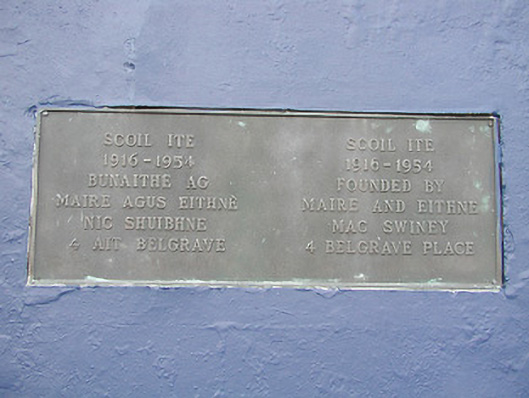 SCOIL ITE
1916-1954
BUNAITHE AG
MAIRE AGUS EITHNÈ
NIC SHUIBHNE
4 AIT BELGRAVE
SCOIL ITE
1916-1954
FOUNDED BY
MAIRE AND EITHNE
MAC SWINEY
4 BELGRAVE PLACE